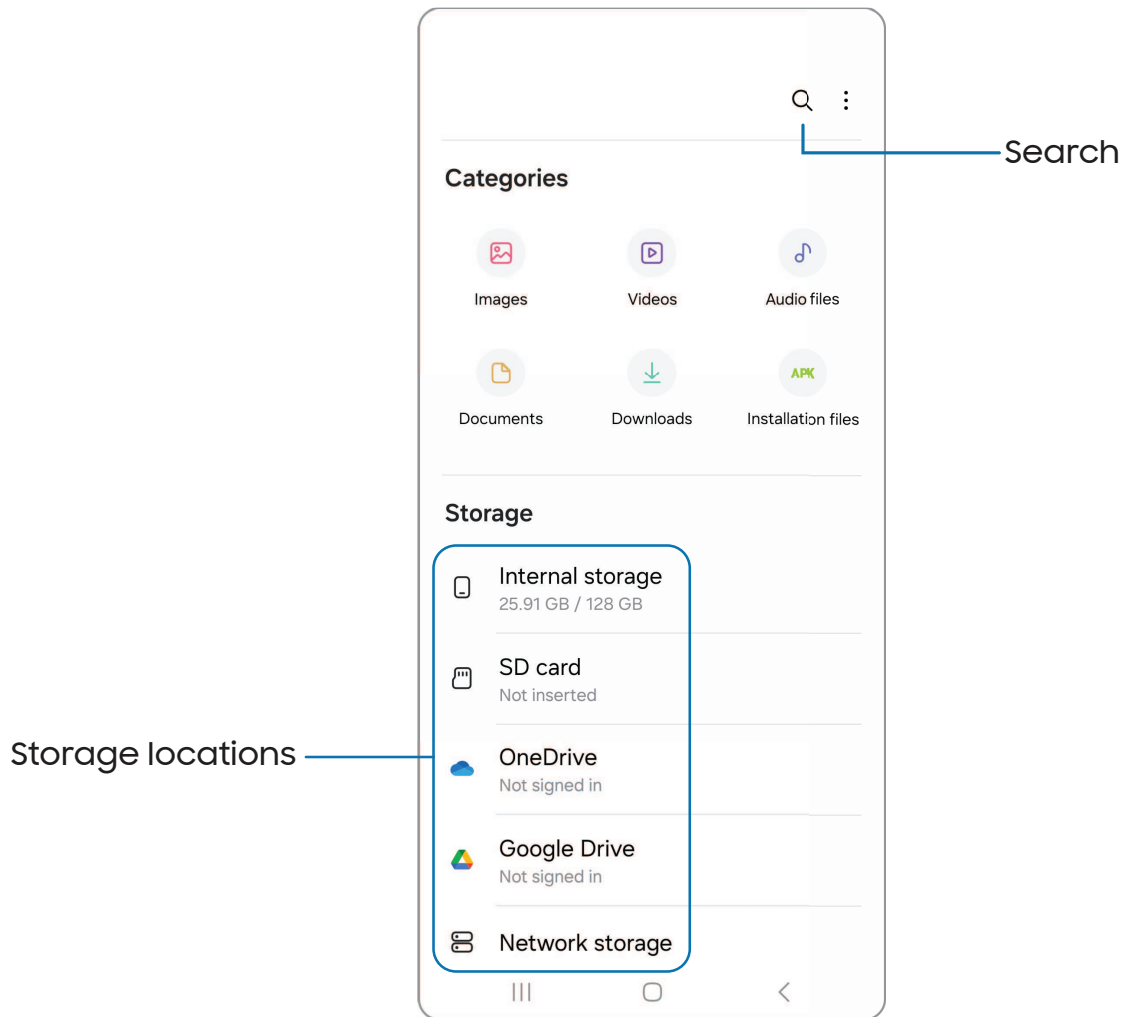 Search
Categories
Images
Videos
Audio files
Documents
Downloads
APK
Installation files
Storage
Internal storage
25.91 GB / 128 GB
SD card
Not inserted
Storage locations
OneDrive
Not signed in
Google Drive
Not signed in
Network storage